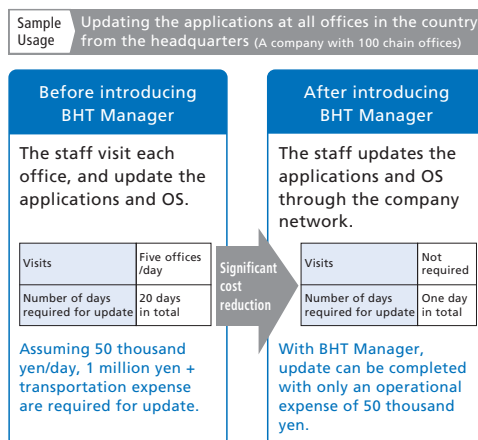 Sample
Usage
Updating the applications at all offices in the country
from the headquarters (A company with 100 chain offices)
Before introducing
BHT Manager
The staff visit each
office, and update the
applications and OS.
Visits
Five offices
/day
Number of days
required for update
20 days
in total
Assuming 50 thousand
yen/day, 1 million yen +
transportation expense
are required for update.
Significant
cost
reduction
After introducing
BHT Manager
The staff updates the
applications and OS
through the company
network.
Visits
Not
required
Number of days
required for update
One day
in total
With BHT Manager,
update can be completed
with only an operational
expense of 50 thousand
yen.